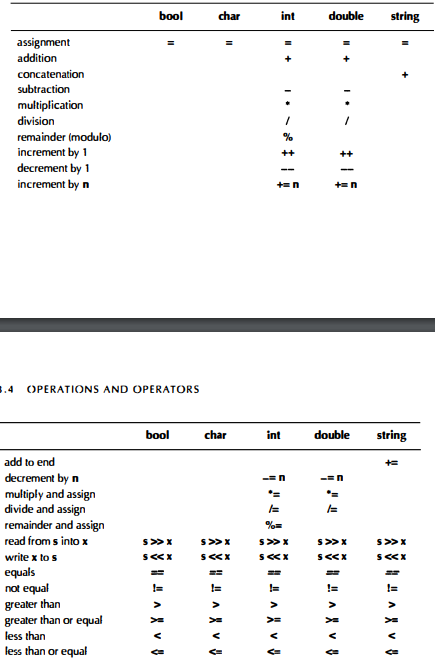 bool char int double string
assignment = = = = =
addition + +
concatenation +
subtraction − −
multiplication * *
division / /
remainder (modulo) %
increment by 1 ++ ++
decrement by 1 −− −−
increment by n += n += n
3.4 OPERATIONS AND OPERATORS
bool char int double string
add to end +=
decrement by n −= n −= n
multiply and assign *= *=
divide and assign /= /=
remainder and assign %=
read from s into x s >> x s >> x s >> x s >> x s >> x
write x to s s << x s << x s << x s << x s << x
equals == == == == ==
not equal != != != != !=
greater than > > > > >
greater than or equal >= >= >= >= >=
less than < < < < <
less than or equal <= <= <= <= <=